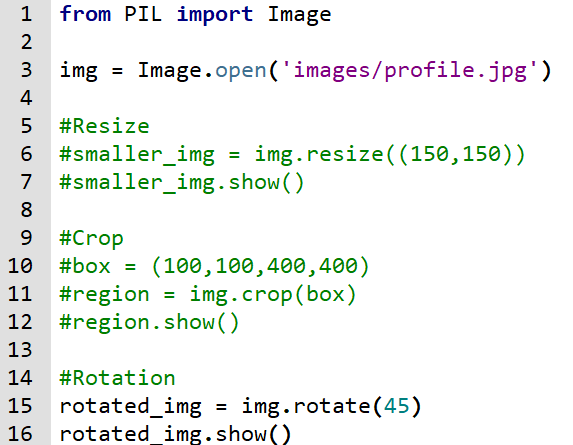 1 from PIL import Image
2
3 img = Image.open('images/profile.jpg')
4
5 #Resize
6 #smaller_img = img.resize((150,150))
7 #smaller_img.show()
8
9 #Crop
10 #box = (100,100,400,400)
11 #region = img.crop(box)
12 #region.show()
13
14 #Rotation
15 rotated_img = img.rotate(45)
16 rotated_img.show()